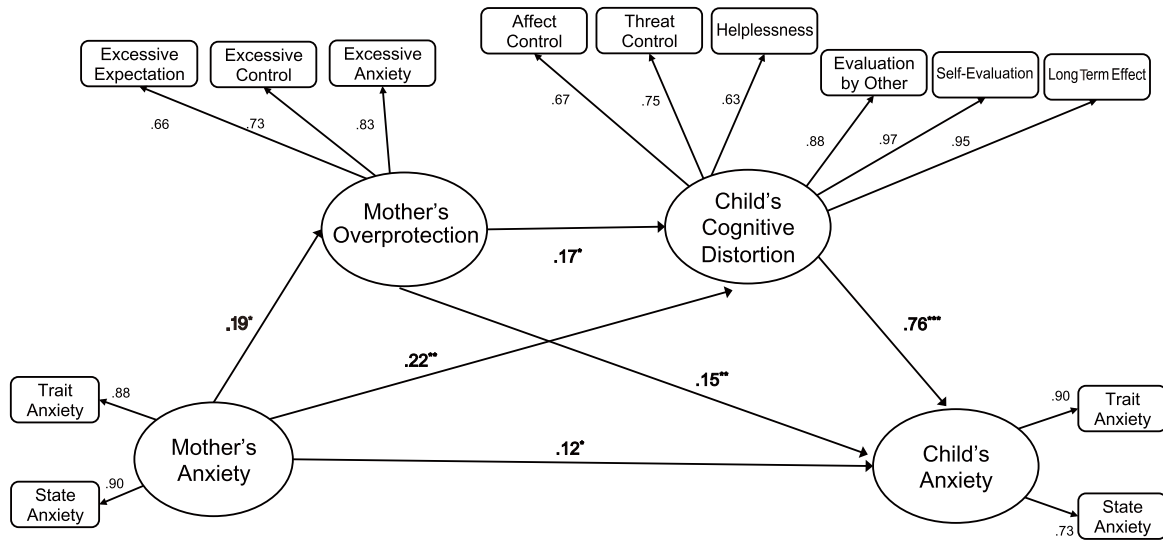 Affect
Control
Threat
Control
Helplessness
Excessive
Expectation
Excessive
Control
Excessive
Anxiety
Evaluation
by Other
Self-Evaluation
Long Term Effect
.66
.73
.83
.67
.75
.63
.88
.97
.95
Mother's
Overprotection
Child's
Cognitive
Distortion
.17*
.19*
.22**
.15**
.76***
.12*
Trait
Anxiety
.88
Mother's
Anxiety
State
Anxiety
.90
Child's
Anxiety
.90
Trait
Anxiety
.73
State
Anxiety